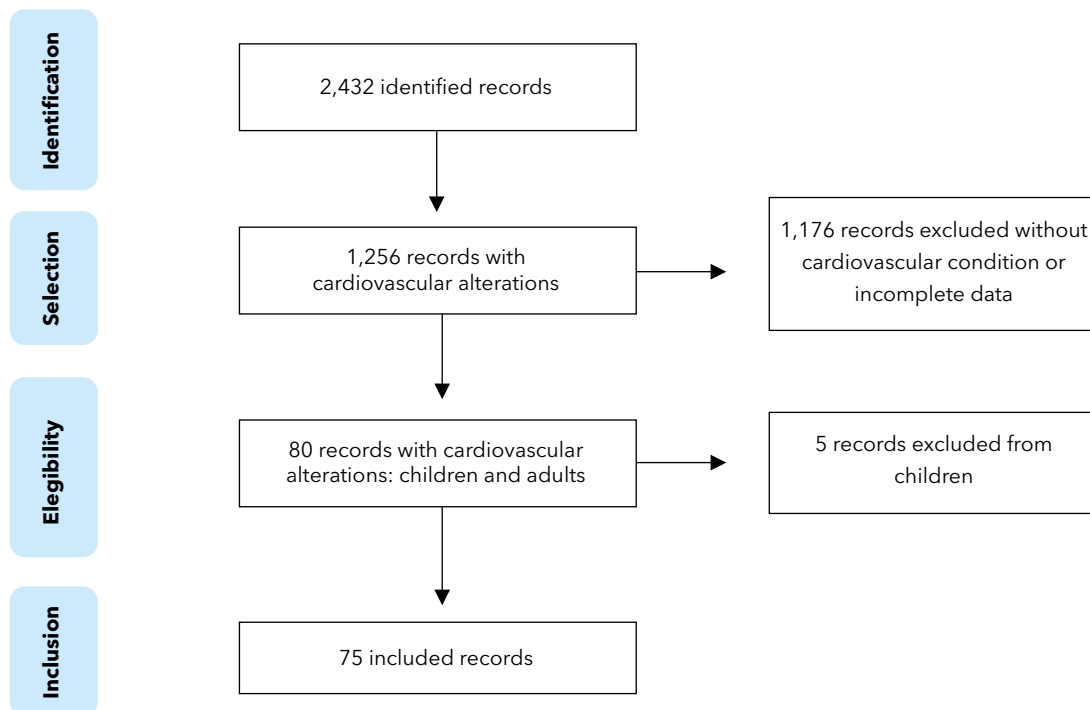 Identification
2,432 identified records
Selection
1,256 records with
cardiovascular alterations
1,176 records excluded without
cardiovascular condition or
incomplete data
Elegibility
80 records with cardiovascular
alterations: children and adults
5 records excluded from
children
Inclusion
75 included records